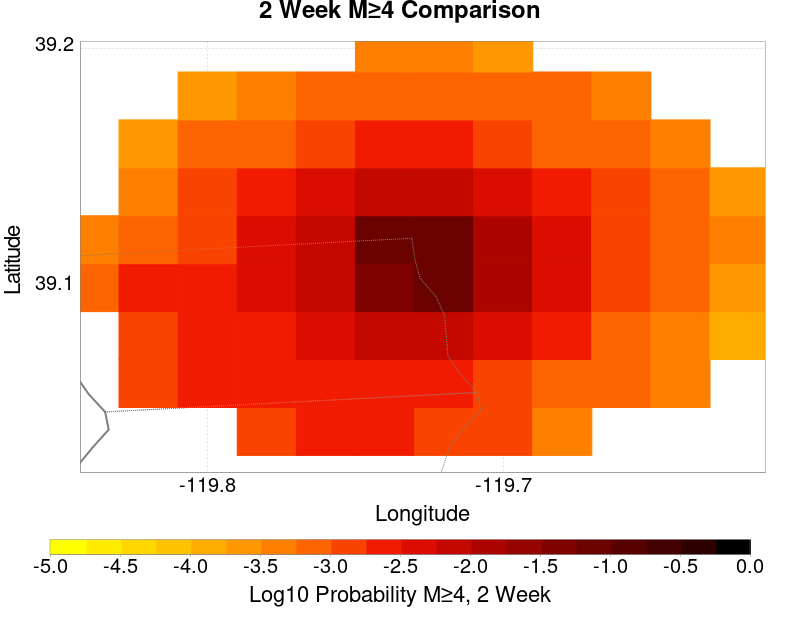 2 Week M≥4 Comparison
39.2
39.1
Latitude
-119.8
-119.7
Longitude
-5.0 -4.5 -4.0 -3.5 -3.0 -2.5 -2.0 -1.5 -1.0 -0.5 0.0
Log10 Probability M≥4, 2 Week